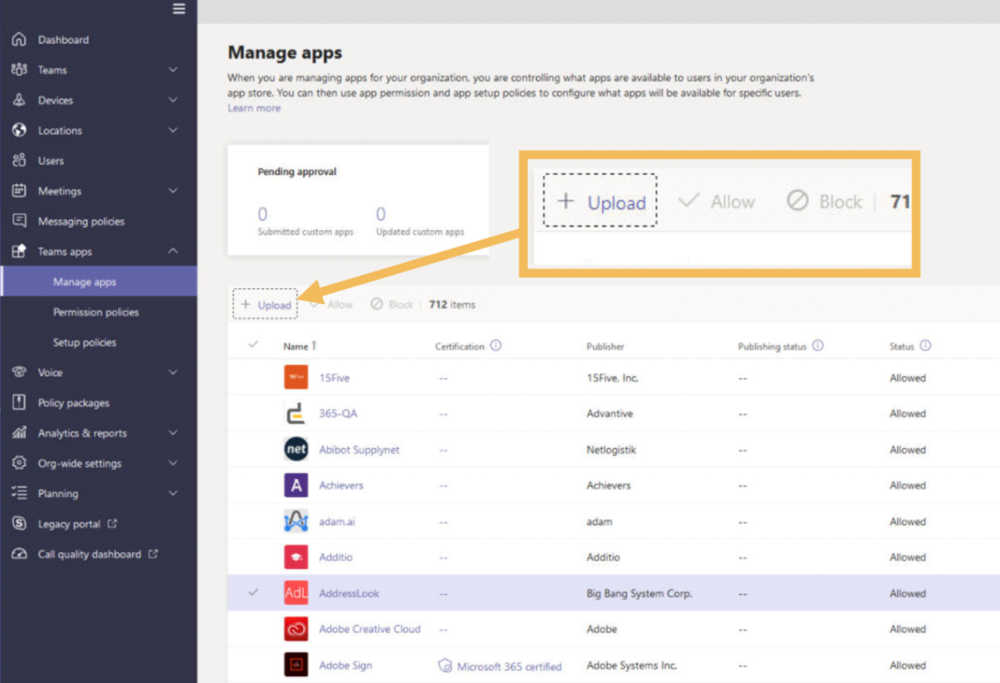 Dashboard
Teams
Devices
Locations
Users
Meetings
Messaging policies
Teams apps
Manage apps
Permission policies
Setup policies
Voice
Policy packages
Analytics & reports
Org-wide settings
Planning
Legacy portal
Call quality dashboard
Manage apps
When you are managing apps for your organization, you are controlling what apps are available to users in your organization's
app store. You can then use app permission and app setup policies to configure what apps will be available for specific users.
Learn more
Pending approval
0 0
Submitted custom apps Updated custom apps
+ Upload Allow Block | 71
+ Upload Allow Block | 712 items
Name ↑ Certification Publisher Publishing status Status
15Five 15Five -- 15Five, Inc. -- Allowed
365-QA -- Advantive -- Allowed
net Abibot Supplynet -- Netlogistik -- Allowed
A Achievers -- Achievers -- Allowed
adam.ai -- adam -- Allowed
Additio -- Additio -- Allowed
AdL AddressLook -- Big Bang System Corp. -- Allowed
Adobe Creative Cloud -- Adobe -- Allowed
Adobe Sign Microsoft 365 certified Adobe Systems Inc. -- Allowed